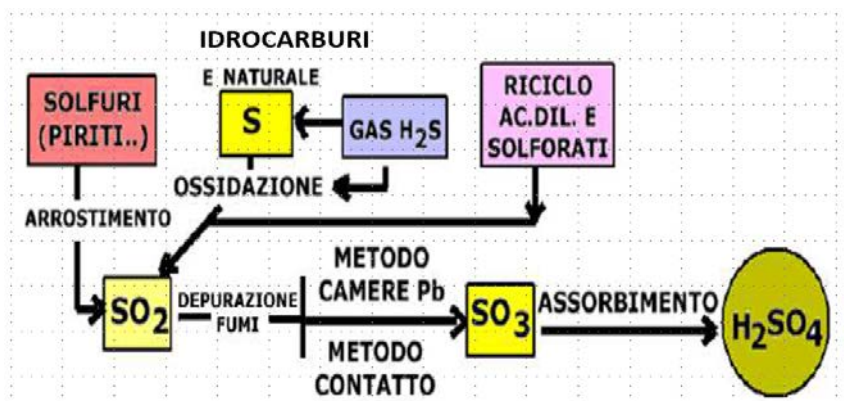 IDROCARBURI
E NATURALE
SOLFURI
(PIRITI..)
S
GAS H2S
RICICLO
AC.DIL. E
SOLFORATI
OSSIDAZIONE
ARROSTIMENTO
SO2
DEPURAZIONE
FUMI
METODO
CAMERE Pb
METODO
CONTATTO
SO3
ASSORBIMENTO
H2SO4